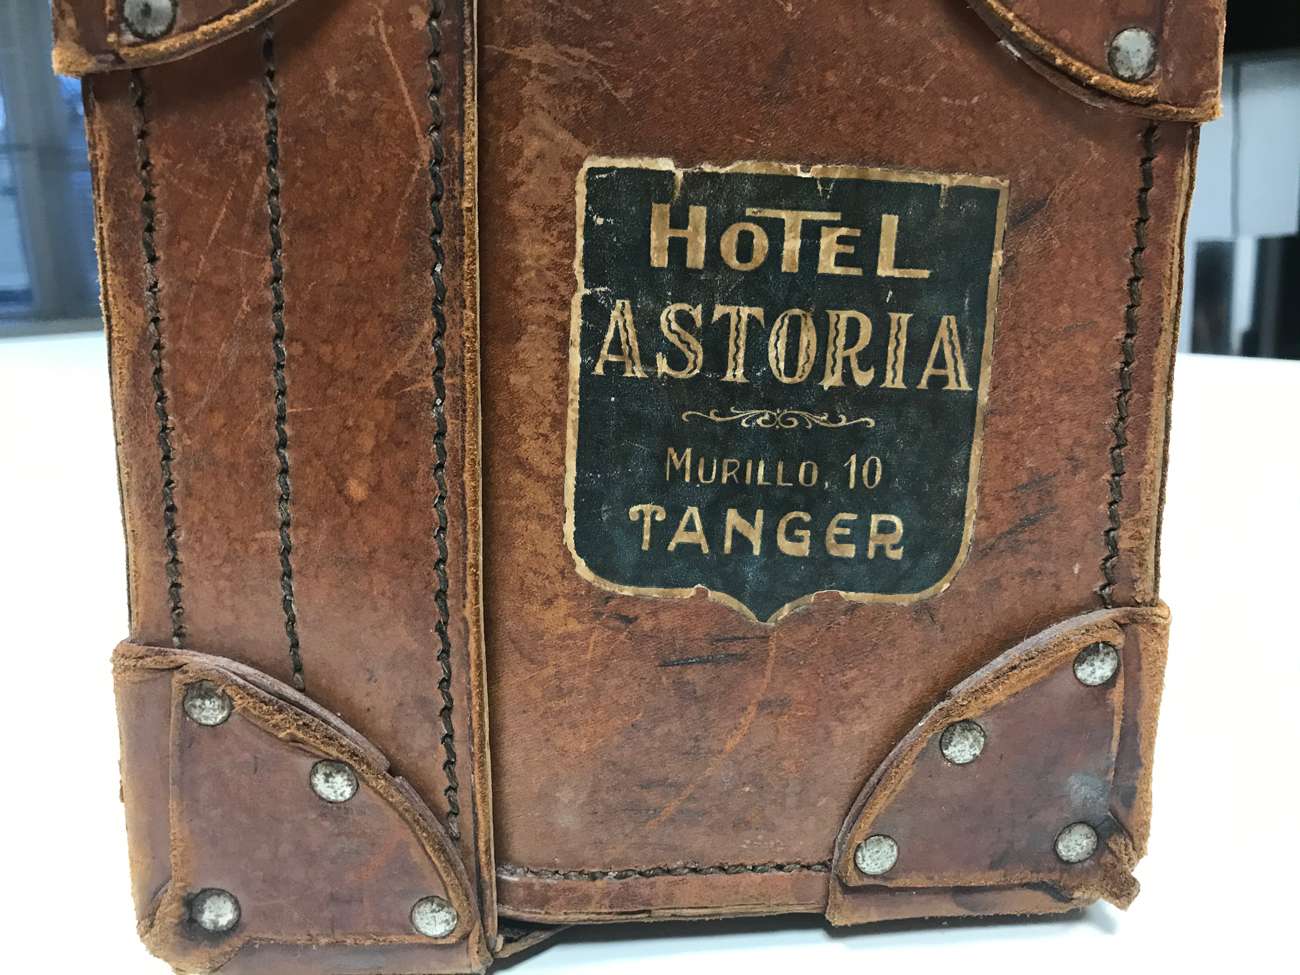 HOTEL
ASTORIA
MURILLO, 10
TANGER